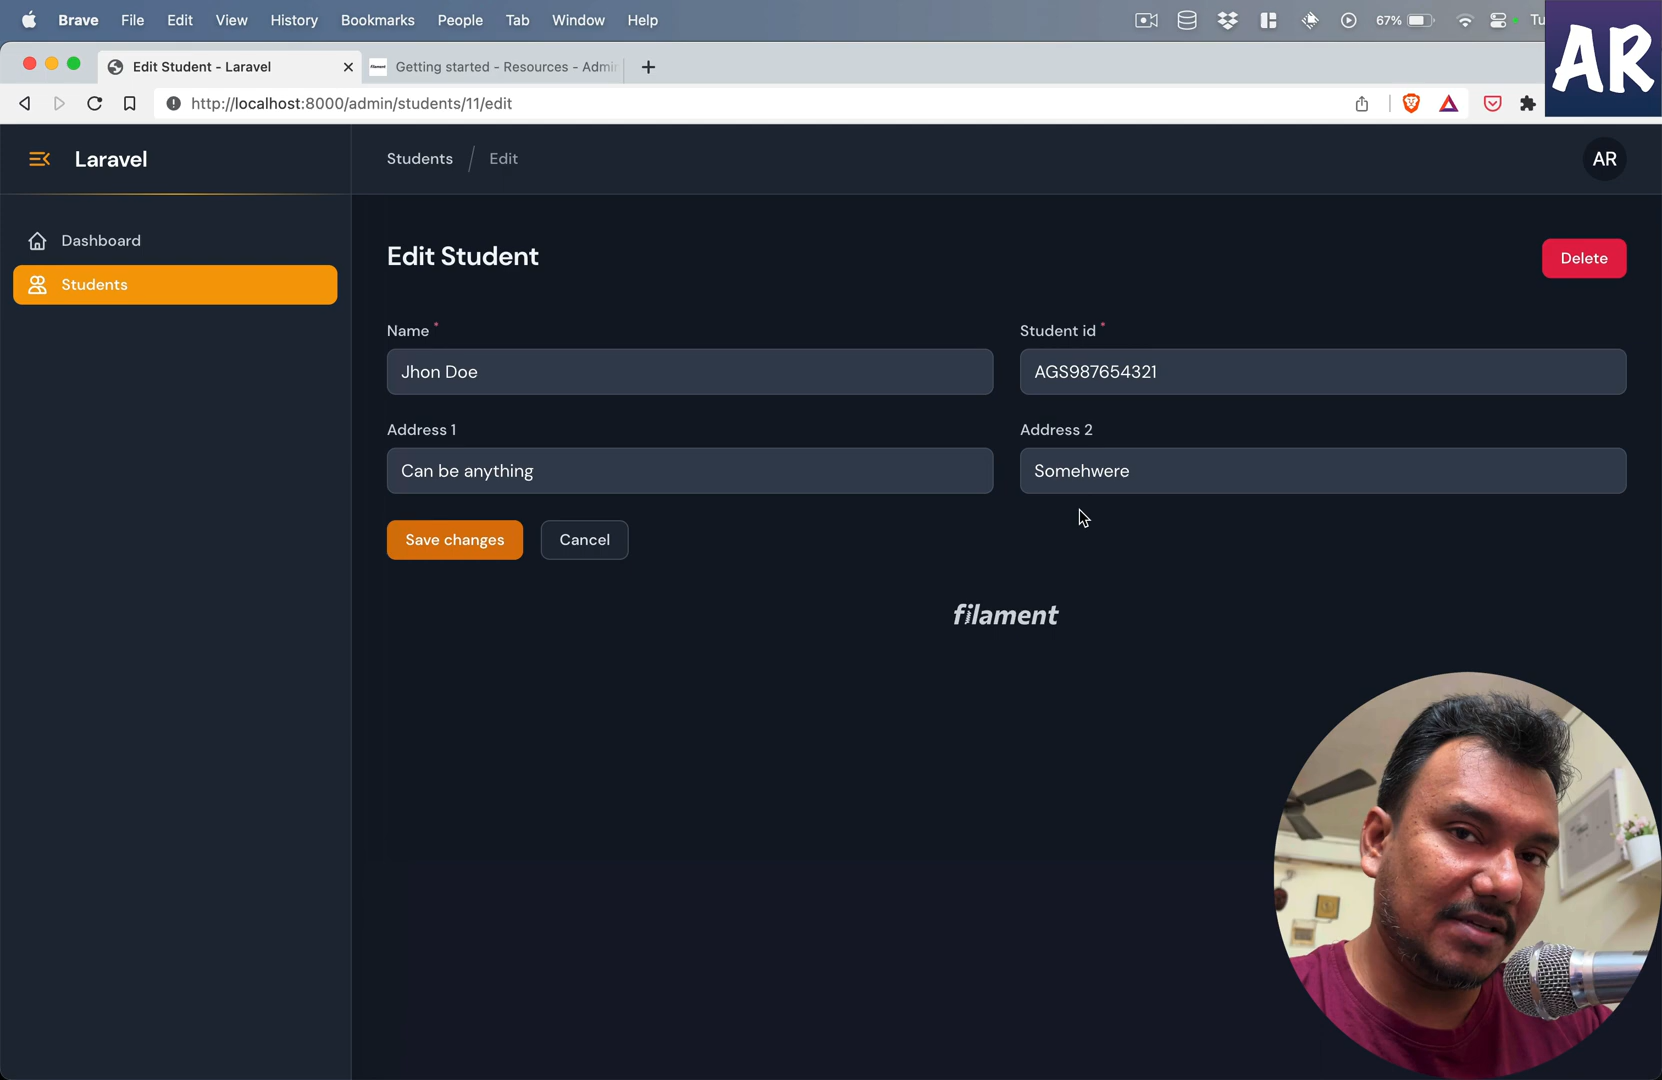 Brave File Edit View History Bookmarks People Tab Window Help 67% Tu
AR
Edit Student - Laravel Getting started - Resources - Admi
http://localhost:8000/admin/students/11/edit
Laravel Students / Edit AR
Dashboard
Students
Edit Student Delete
Name * Student id *
Jhon Doe AGS987654321
Address 1 Address 2
Can be anything Somehwere
Save changes Cancel
filament